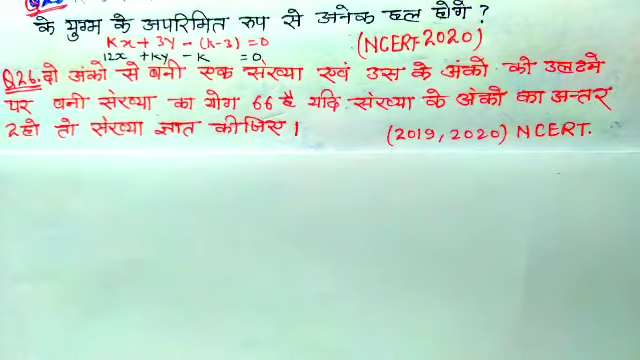 के युग्म के अपरिमित रुप से अनेक हल होगे ?
Kx + 3y - (K-3) = 0
(NCERT-2020)
12x + Ky - K = 0
Q26. दो अंको से बनी एक संख्या एवं उस के अंको को उलटने
पर बनी संख्या का योग 66 है यदि संख्या के अंको का अन्तर
2 हो तो संख्या ज्ञात कीजिए।
(2019, 2020) NCERT.